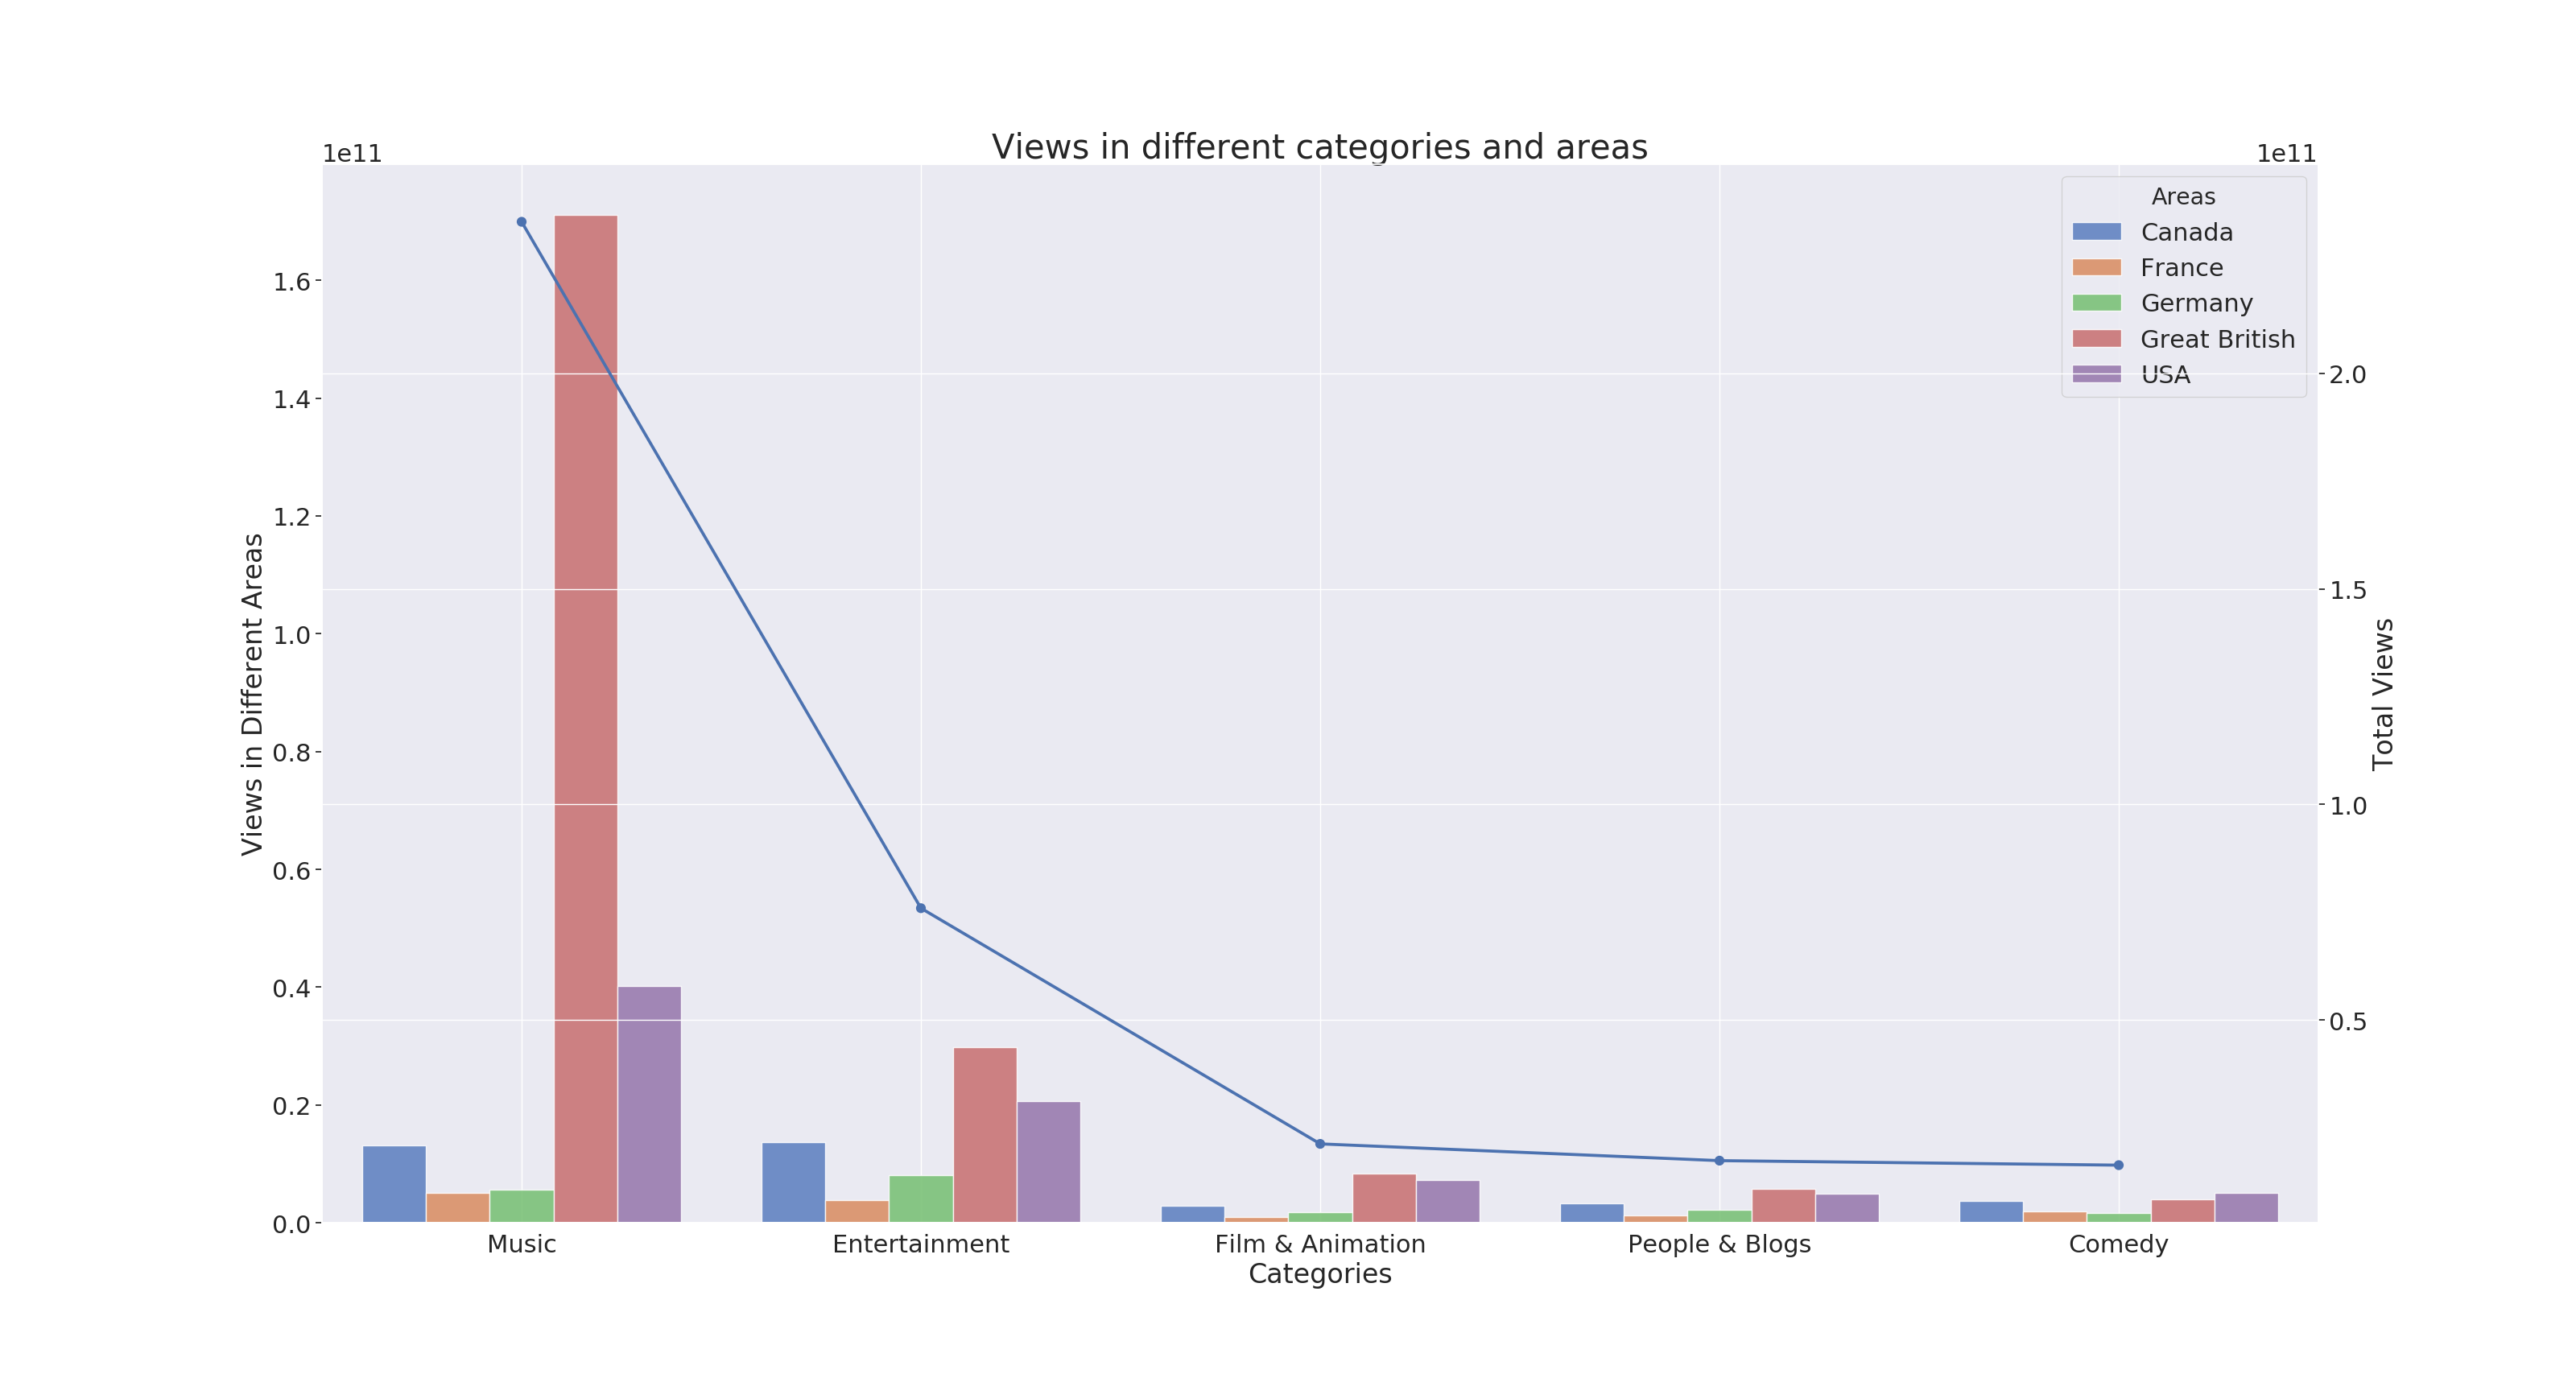 Views in different categories and areas
1e11
1e11
Areas
Canada
France
Germany
Great British
USA
1.6
1.4
1.2
1.0
0.8
0.6
0.4
0.2
0.0
Views in Different Areas
2.0
1.5
1.0
0.5
Total Views
Music
Entertainment
Film & Animation
People & Blogs
Comedy
Categories